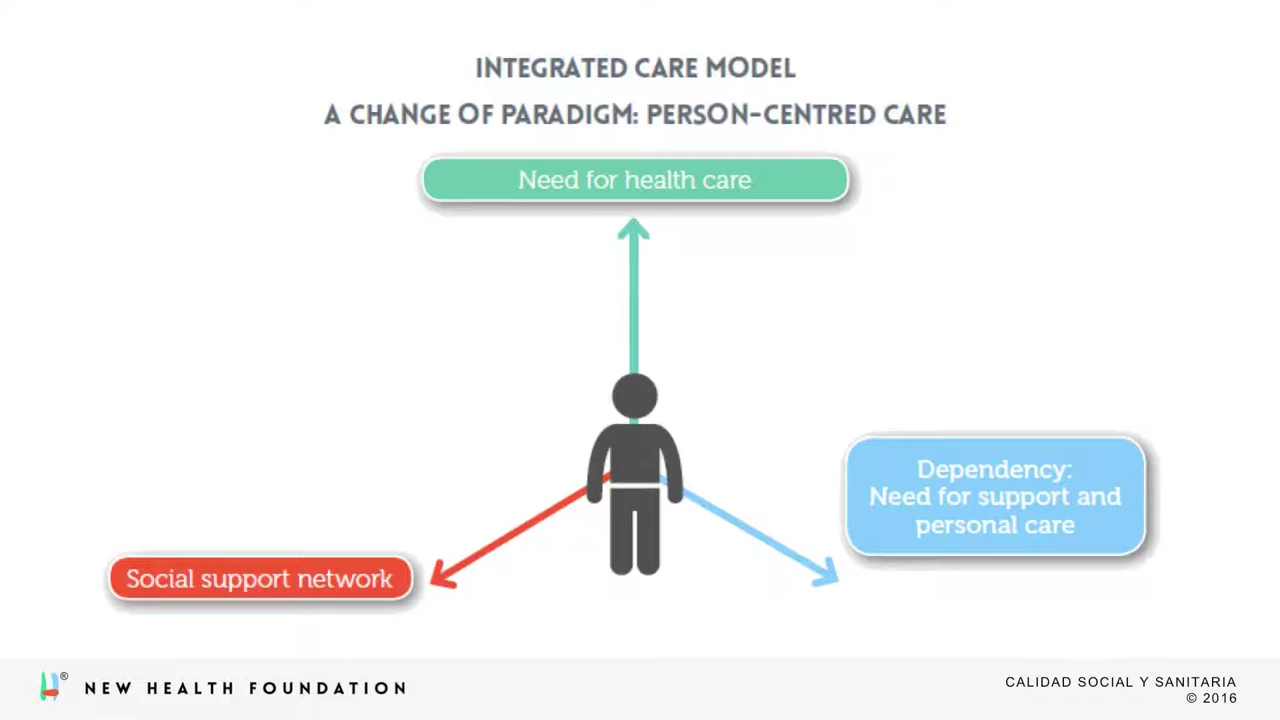 INTEGRATED CARE MODEL
A CHANGE OF PARADIGM: PERSON-CENTRED CARE
Need for health care
Dependency:
Need for support and
personal care
Social support network
® NEW HEALTH FOUNDATION
CALIDAD SOCIAL Y SANITARIA
© 2016